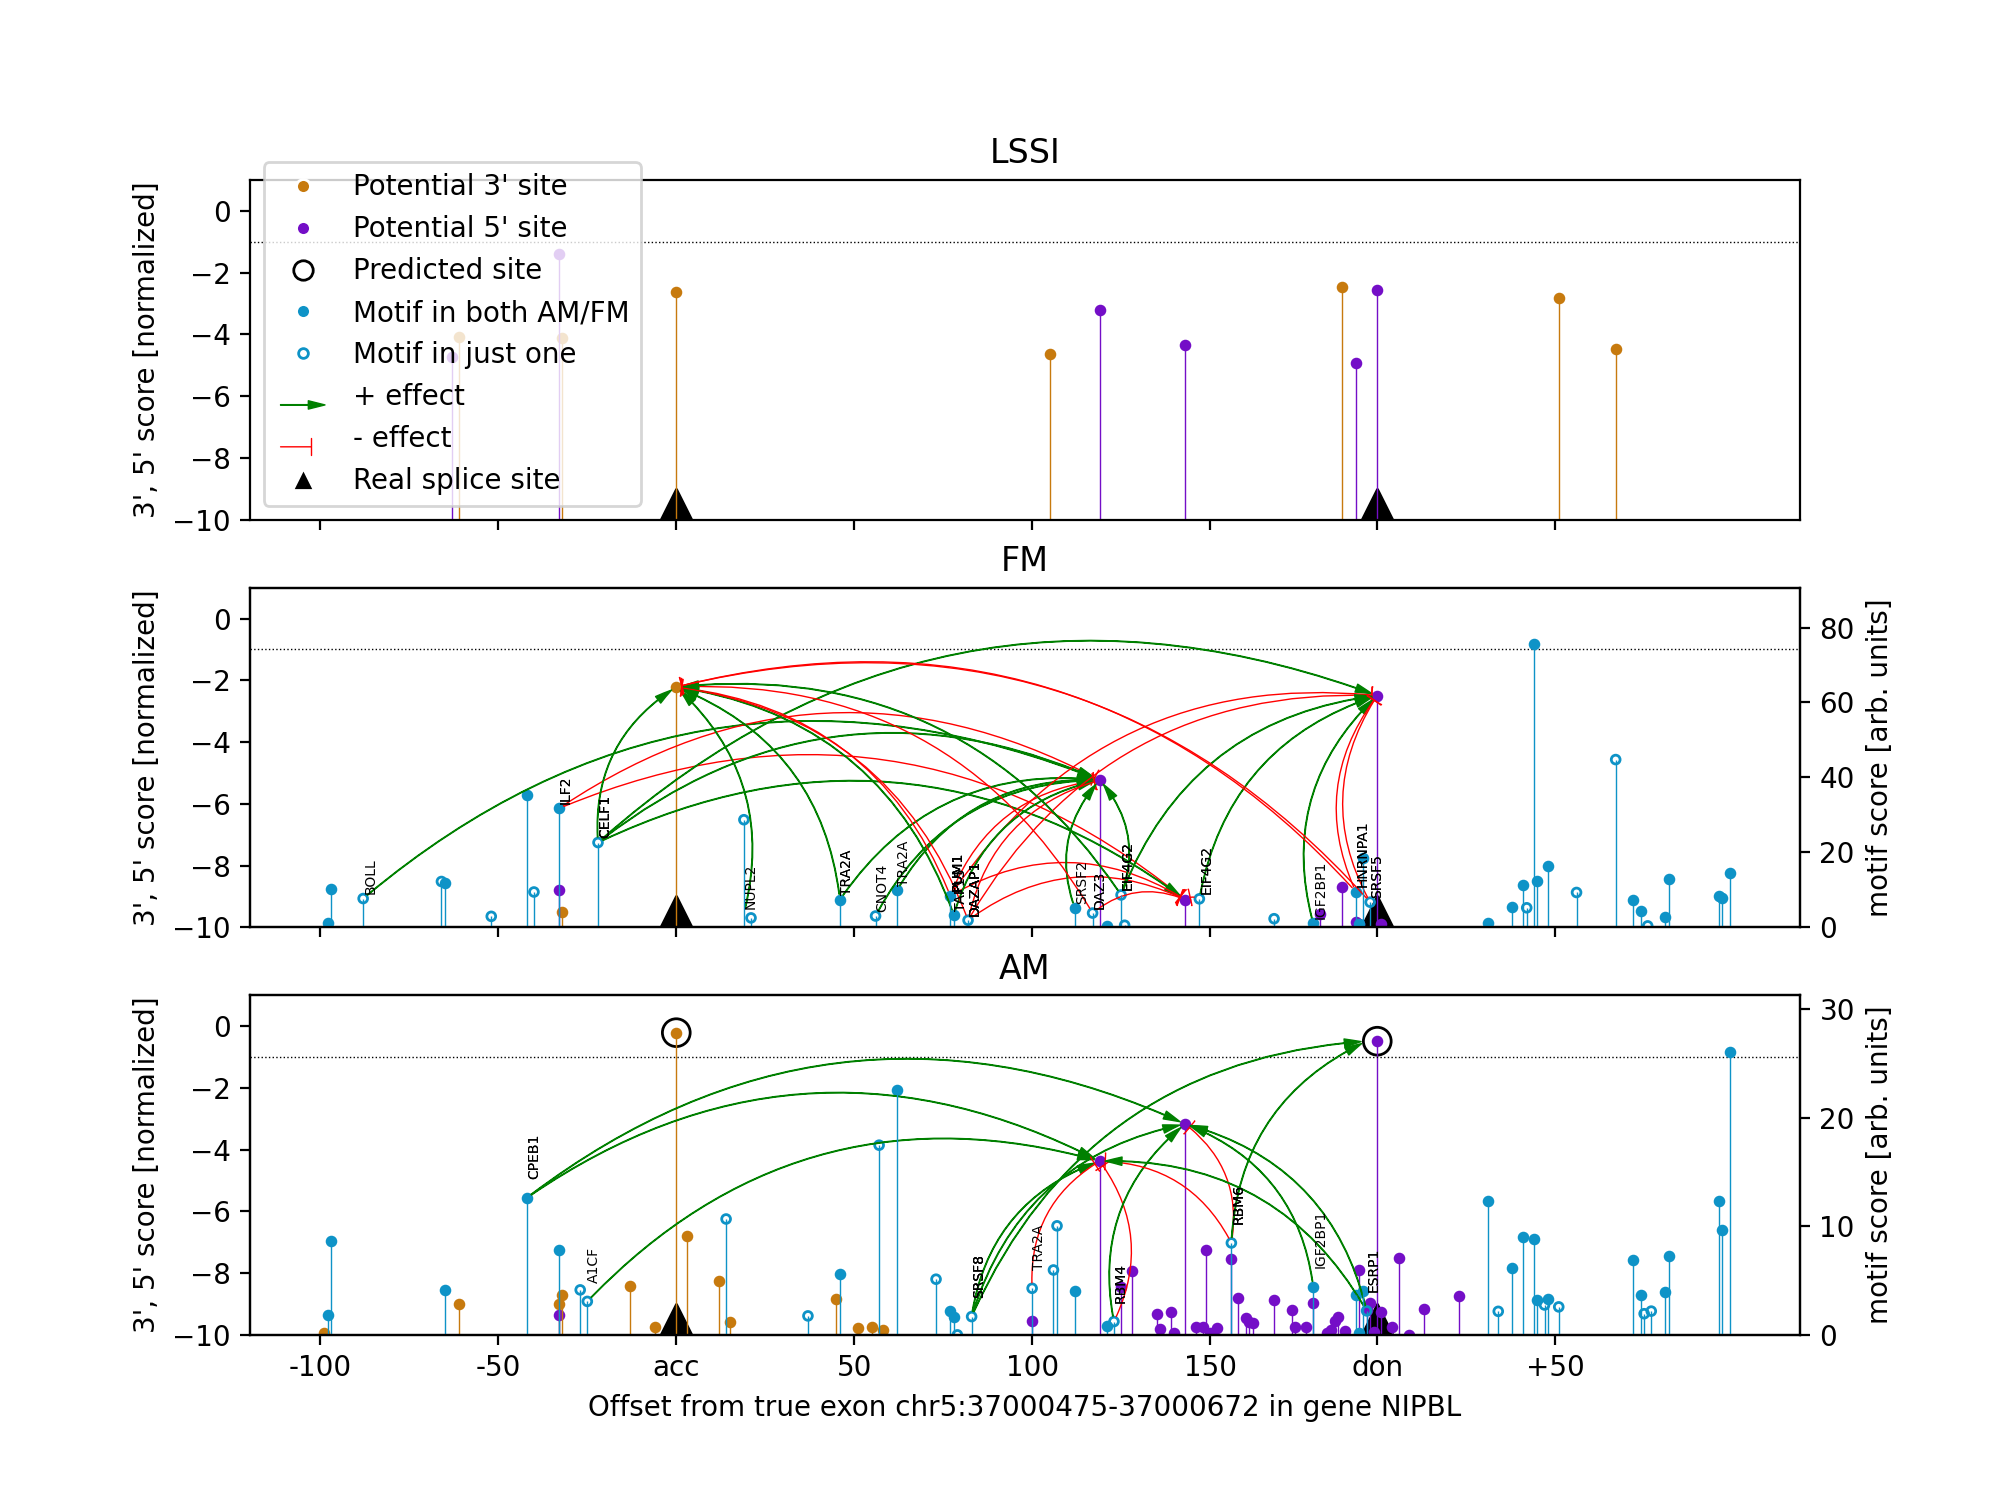 LSSI
3', 5' score [normalized]
0
−2
−4
−6
−8
−10
Potential 3' site
Potential 5' site
Predicted site
Motif in both AM/FM
Motif in just one
+ effect
- effect
Real splice site
FM
3', 5' score [normalized]
0
−2
−4
−6
−8
−10
motif score [arb. units]
80
60
40
20
0
BOLL
ILF2
CELF1
NUPL2
TRA2A
CNOT4
TRA2A
PUM1
DAZAP1
SRSF2
DAZ3
EIF4G2
EIF4G2
IGF2BP1
HNRNPA1
SRSF5
AM
3', 5' score [normalized]
0
−2
−4
−6
−8
−10
motif score [arb. units]
30
20
10
0
CPEB1
A1CF
SRSF8
TRA2A
RBM4
RBM6
IGF2BP1
ESRP1
-100
-50
acc
50
100
150
don
+50
Offset from true exon chr5:37000475-37000672 in gene NIPBL